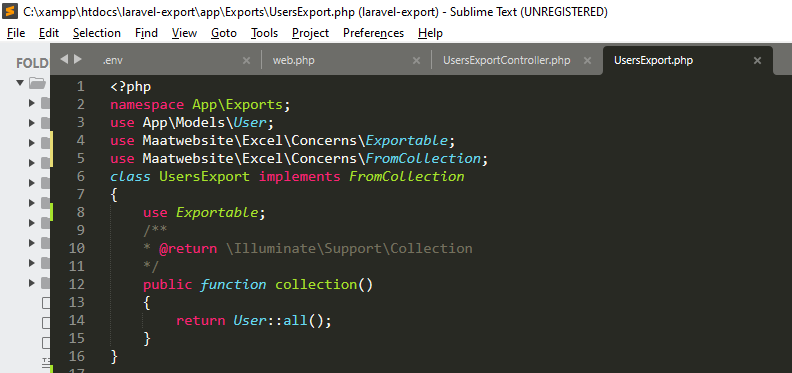 C:\xampp\htdocs\laravel-export\app\Exports\UsersExport.php (laravel-export) - Sublime Text (UNREGISTERED)
File Edit Selection Find View Goto Tools Project Preferences Help
FOLD
.env × web.php × UsersExportController.php × UsersExport.php ×
1 <?php
2 namespace App\Exports;
3 use App\Models\User;
4 use Maatwebsite\Excel\Concerns\Exportable;
5 use Maatwebsite\Excel\Concerns\FromCollection;
6 class UsersExport implements FromCollection
7 {
8 use Exportable;
9 /**
10 * @return \Illuminate\Support\Collection
11 */
12 public function collection()
13 {
14 return User::all();
15 }
16 }
17